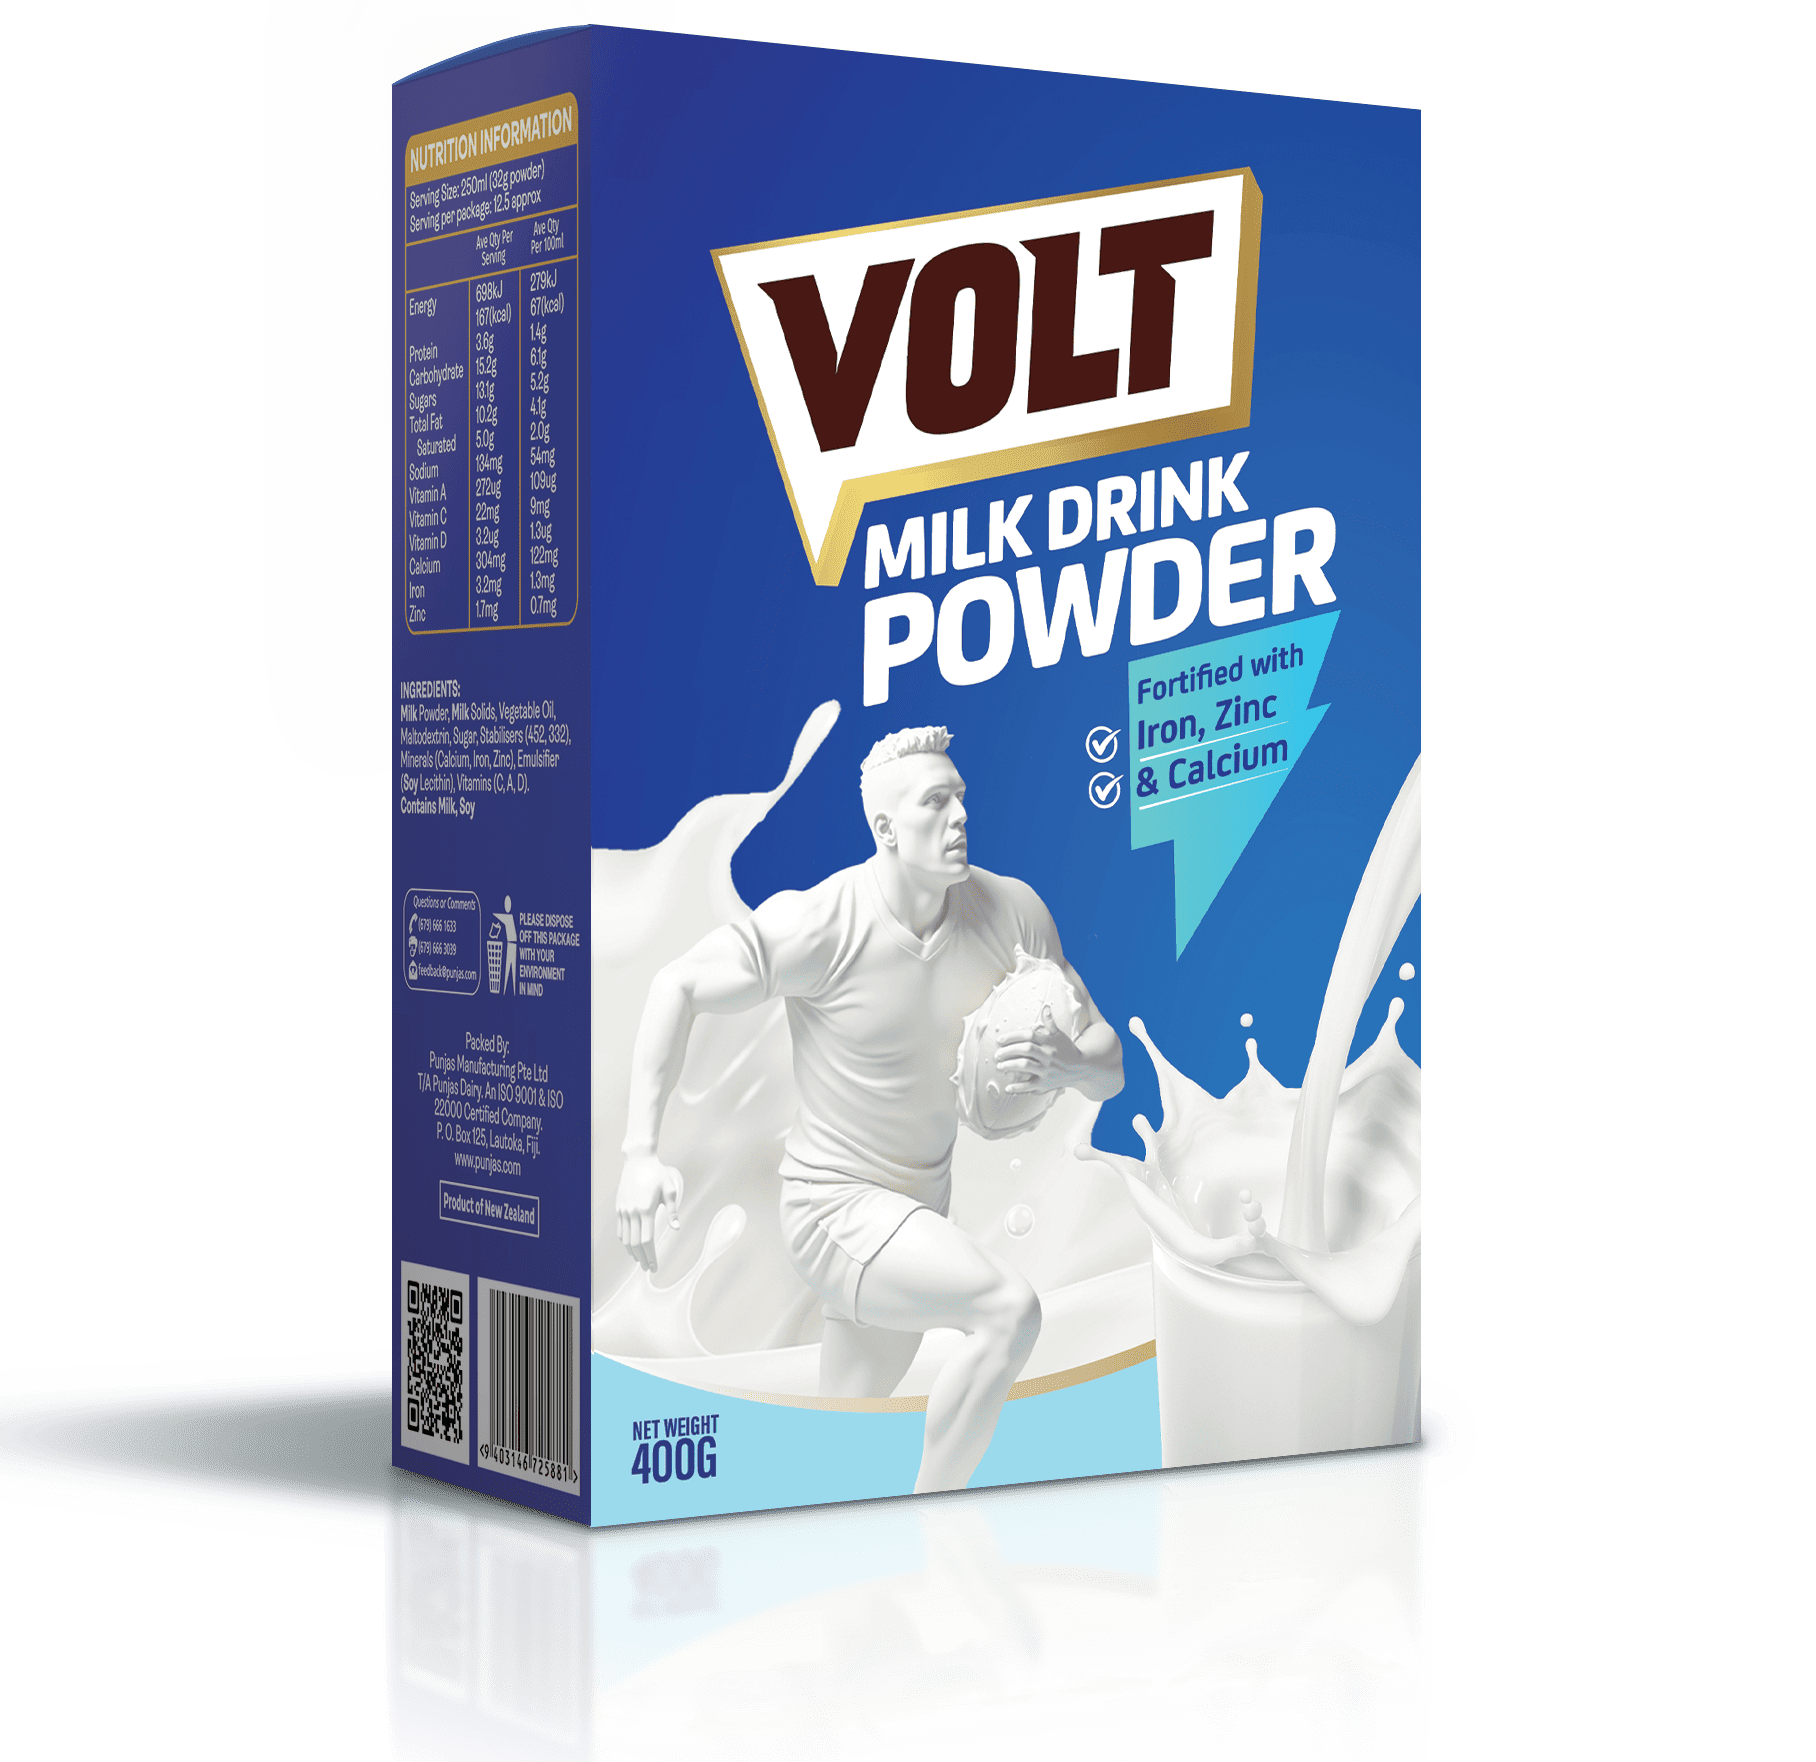 NUTRITION INFORMATION
Serving Size: 250ml (32g powder)
Serving per package: 12.5 approx
Ave Qty Per Serving Ave Qty Per 100ml
Energy 698kJ 279kJ
167(kcal) 67(kcal)
Protein 3.6g 1.4g
Carbohydrate 15.2g 6.1g
Sugars 13.1g 5.2g
Total Fat 10.2g 4.1g
Saturated 5.0g 2.0g
Sodium 134mg 54mg
Vitamin A 272ug 109ug
Vitamin C 22mg 9mg
Vitamin D 3.2ug 1.3ug
Calcium 304mg 122mg
Iron 3.2mg 1.3mg
Zinc 1.7mg 0.7mg
INGREDIENTS:
Milk Powder, Milk Solids, Vegetable Oil,
Maltodextrin, Sugar, Stabilisers (452, 332),
Minerals (Calcium, Iron, Zinc), Emulsifier
(Soy Lecithin), Vitamins (C, A, D).
Contains Milk, Soy
Questions or Comments
(679) 666 1633
(679) 666 3039
feedback@punjas.com
PLEASE DISPOSE
OFF THIS PACKAGE
WITH YOUR
ENVIRONMENT
IN MIND
Packed By:
Punjas Manufacturing Pte Ltd
T/A Punjas Dairy. An ISO 9001 & ISO
22000 Certified Company.
P. O. Box 125, Lautoka, Fiji.
www.punjas.com
Product of New Zealand
<9 403146 725881>
VOLT
MILK DRINK
POWDER
Fortified with
Iron, Zinc
& Calcium
NET WEIGHT
400G